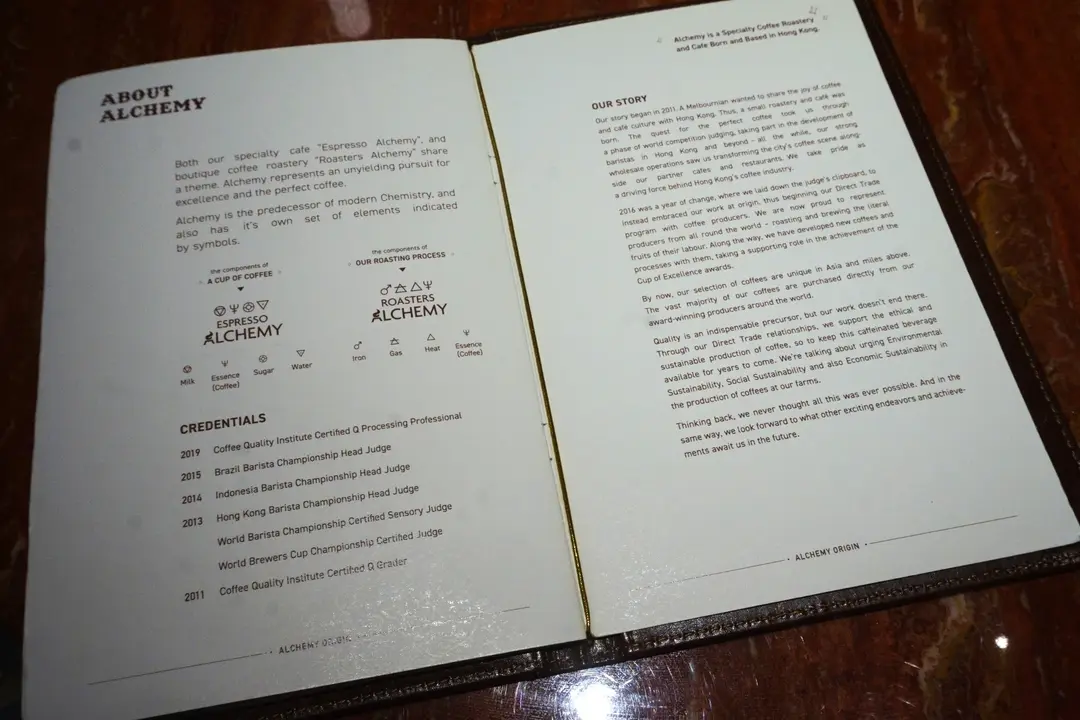 ABOUT
ALCHEMY
Both our specialty cafe "Espresso Alchemy", and
boutique coffee roastery "Roasters Alchemy" share
a theme. Alchemy represents an unyielding pursuit for
excellence and the perfect coffee.
Alchemy is the predecessor of modern Chemistry, and
also has it's own set of elements indicated
by symbols.
the components of
A CUP OF COFFEE
ESPRESSO
ALCHEMY
Milk
Essence
(Coffee)
Sugar
Water
the components of
OUR ROASTING PROCESS
ROASTERS
ALCHEMY
Iron
Gas
Heat
Essence
(Coffee)
CREDENTIALS
2019 Coffee Quality Institute Certified Q Processing Professional
2015 Brazil Barista Championship Head Judge
2014 Indonesia Barista Championship Head Judge
2013 Hong Kong Barista Championship Head Judge
World Barista Championship Certified Sensory Judge
World Brewers Cup Championship Certified Judge
2011 Coffee Quality Institute Certified Q Grader
ALCHEMY ORIGIN
Alchemy is a Specialty Coffee Roastery
and Cafe Born and Based in Hong Kong.
OUR STORY
Our story began in 2011. A Melbournian wanted to share the joy of coffee
and café culture with Hong Kong. Thus, a small roastery and café was
born. The quest for the perfect coffee took us through
a phase of world competition judging, taking part in the development of
baristas in Hong Kong and beyond - all the while, our strong
wholesale operations saw us transforming the city's coffee scene along-
side our partner cafes and restaurants. We take pride as
a driving force behind Hong Kong's coffee industry.
2016 was a year of change, where we laid down the judge's clipboard, to
instead embraced our work at origin, thus beginning our Direct Trade
program with coffee producers. We are now proud to represent
producers from all round the world - roasting and brewing the literal
fruits of their labour. Along the way, we have developed new coffees and
processes with them, taking a supporting role in the achievement of the
Cup of Excellence awards.
By now, our selection of coffees are unique in Asia and miles above.
The vast majority of our coffees are purchased directly from our
award-winning producers around the world.
Quality is an indispensable precursor, but our work doesn't end there.
Through our Direct Trade relationships, we support the ethical and
sustainable production of coffee, so to keep this caffeinated beverage
available for years to come. We're talking about urging Environmental
Sustainability, Social Sustainability and also Economic Sustainability in
the production of coffees at our farms.
Thinking back, we never thought all this was ever possible. And in the
same way, we look forward to what other exciting endeavors and achieve-
ments await us in the future.
ALCHEMY ORIGIN